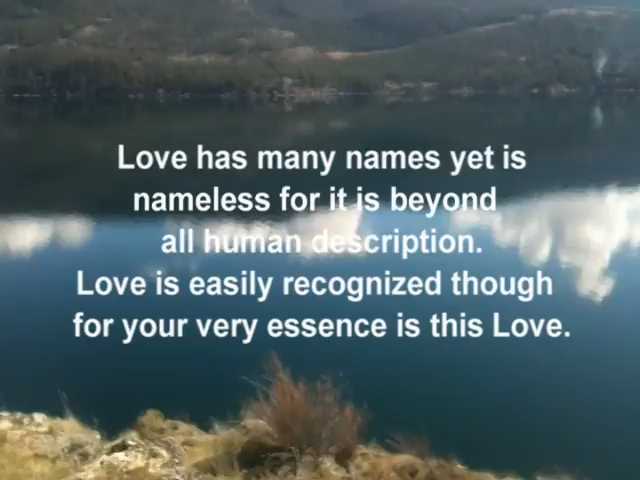 Love has many names yet is
nameless for it is beyond
all human description.
Love is easily recognized though
for your very essence is this Love.